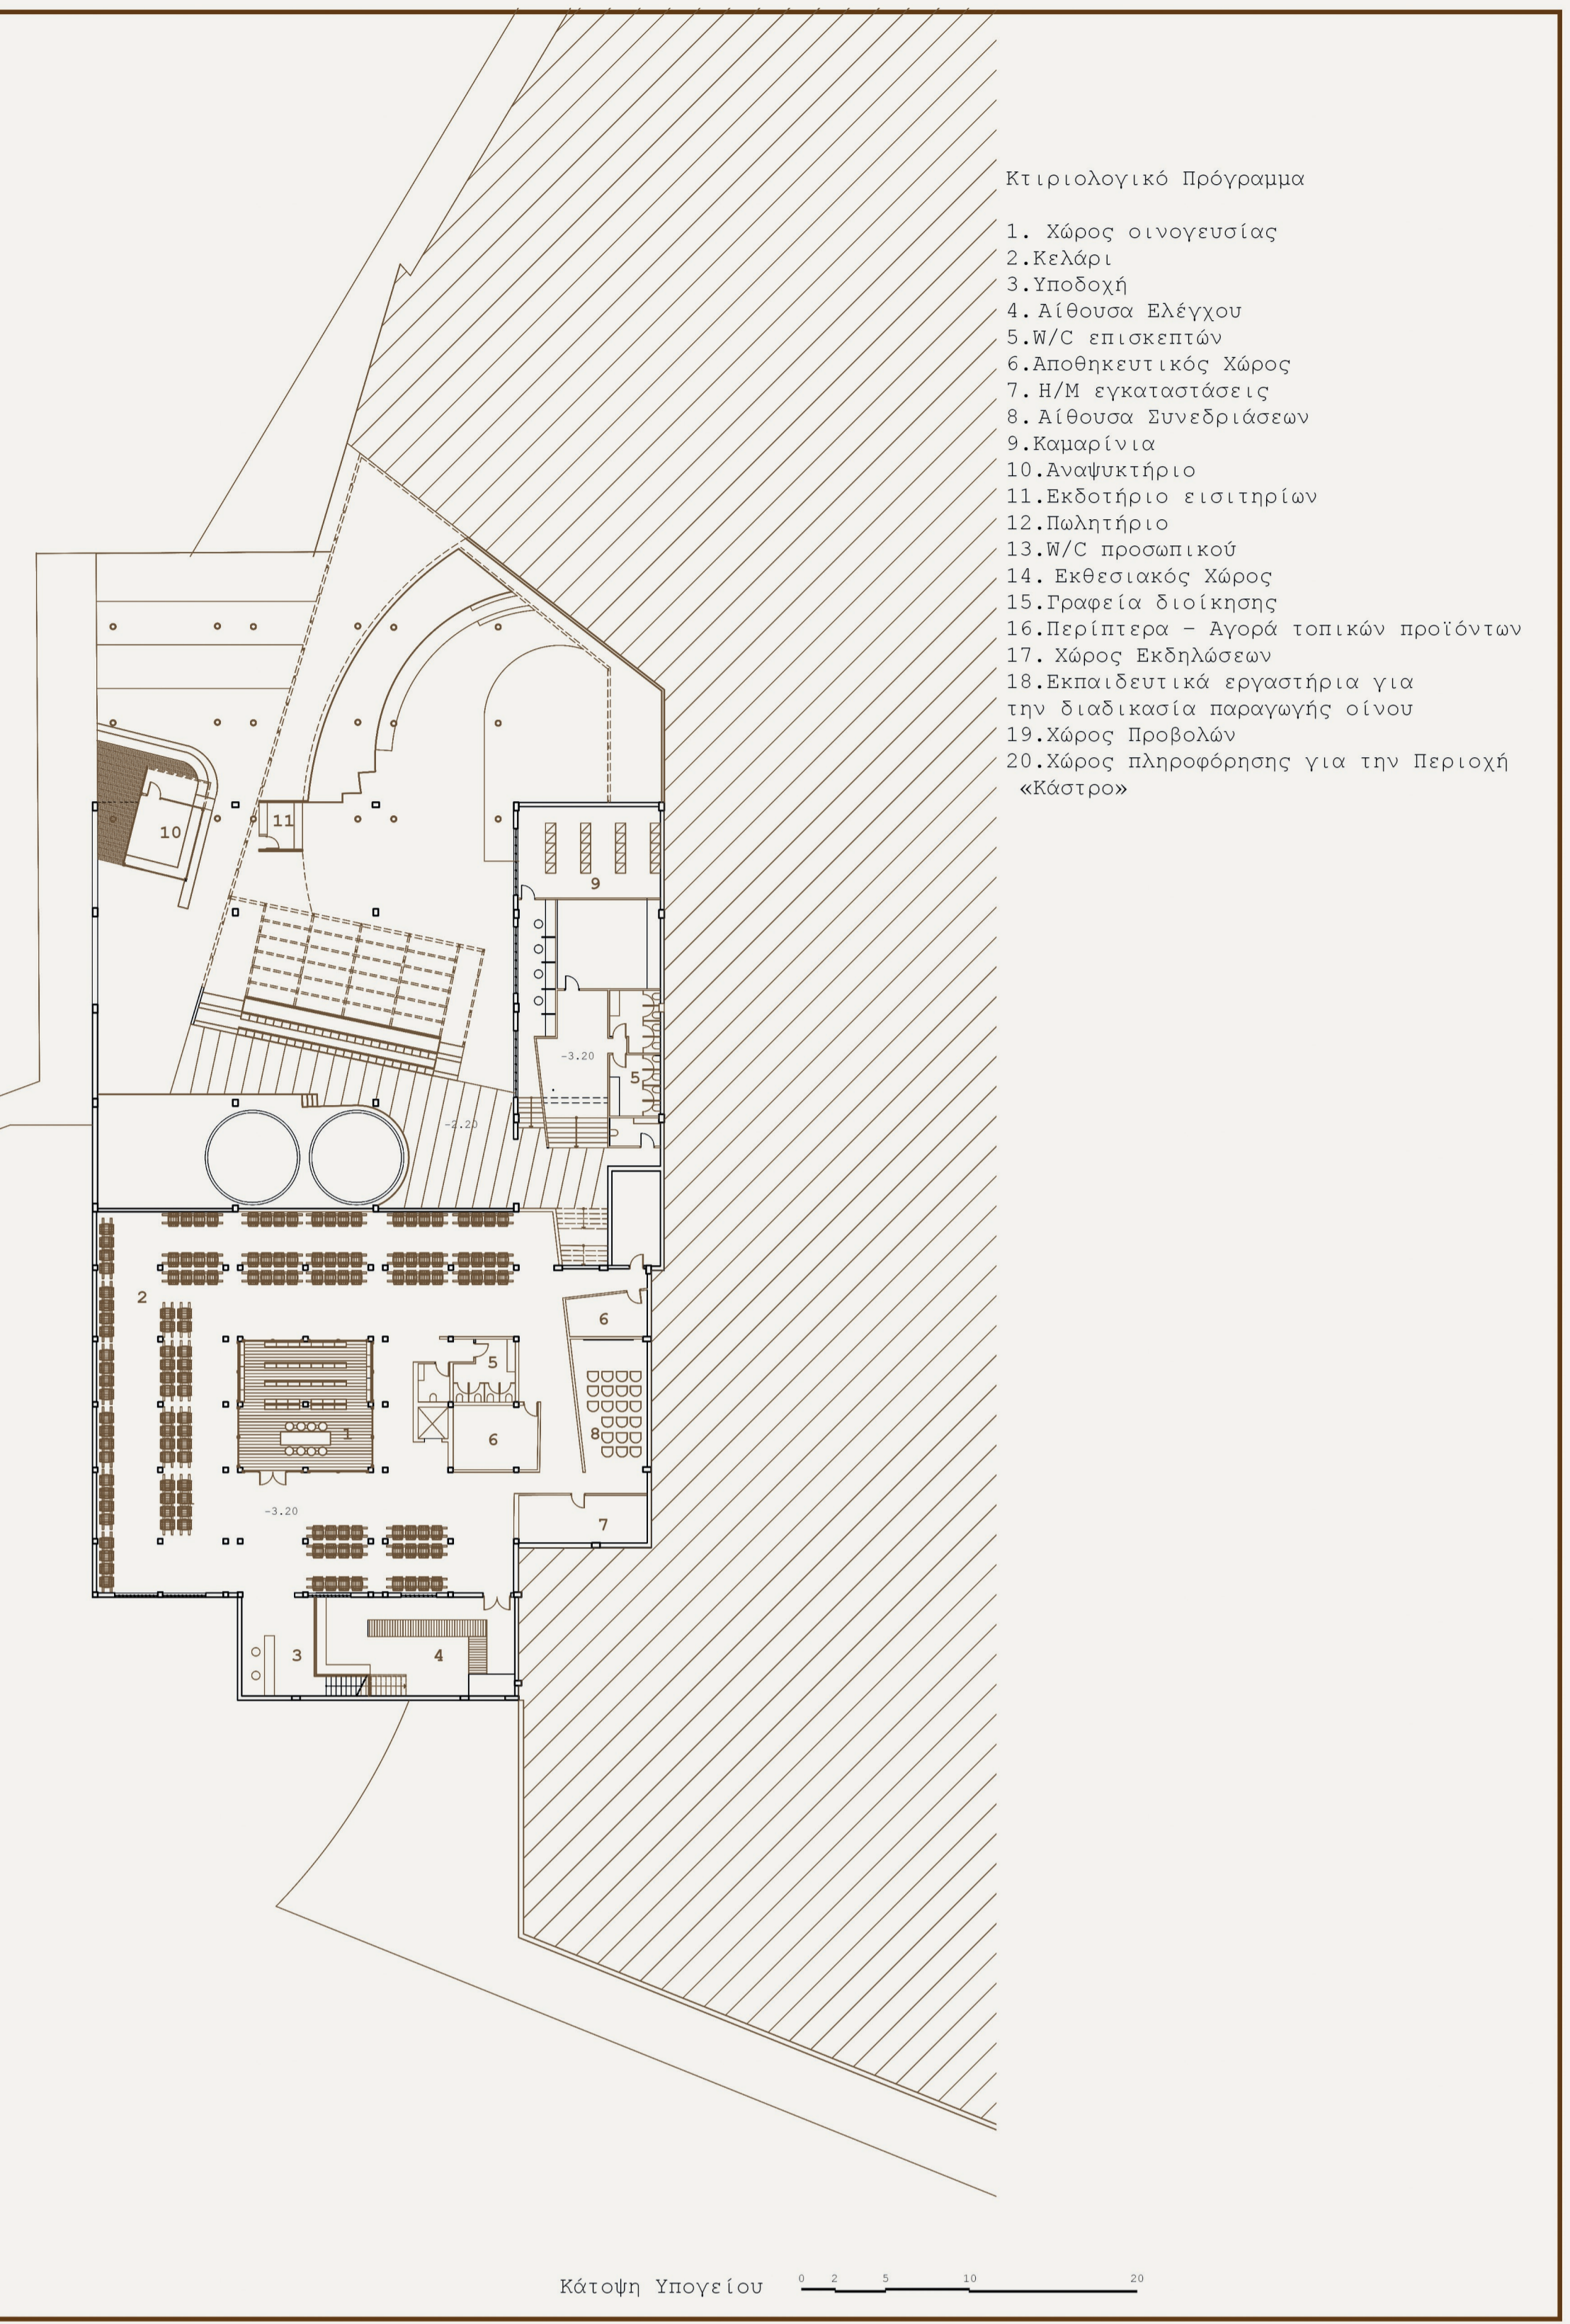 Κτιριολογικό Πρόγραμμα
1. Χώρος οινογευσίας
2.Κελάρι
3.Υποδοχή
4. Αίθουσα Ελέγχου
5.W/C επισκεπτών
6.Αποθηκευτικός Χώρος
7. Η/Μ εγκαταστάσεις
8. Αίθουσα Συνεδριάσεων
9.Καμαρίνια
10.Αναψυκτήριο
11.Εκδοτήριο εισιτηρίων
12.Πωλητήριο
13.W/C προσωπικού
14. Εκθεσιακός Χώρος
15.Γραφεία διοίκησης
16.Περίπτερα – Αγορά τοπικών προϊόντων
17. Χώρος Εκδηλώσεων
18.Εκπαιδευτικά εργαστήρια για
την διαδικασία παραγωγής οίνου
19.Χώρος Προβολών
20.Χώρος πληροφόρησης για την Περιοχή
«Κάστρο»
10
11
9
-3.20
5
-2.20
2
6
5
1
6
8
-3.20
7
3
4
Κάτοψη Υπογείου
0 2 5 10 20